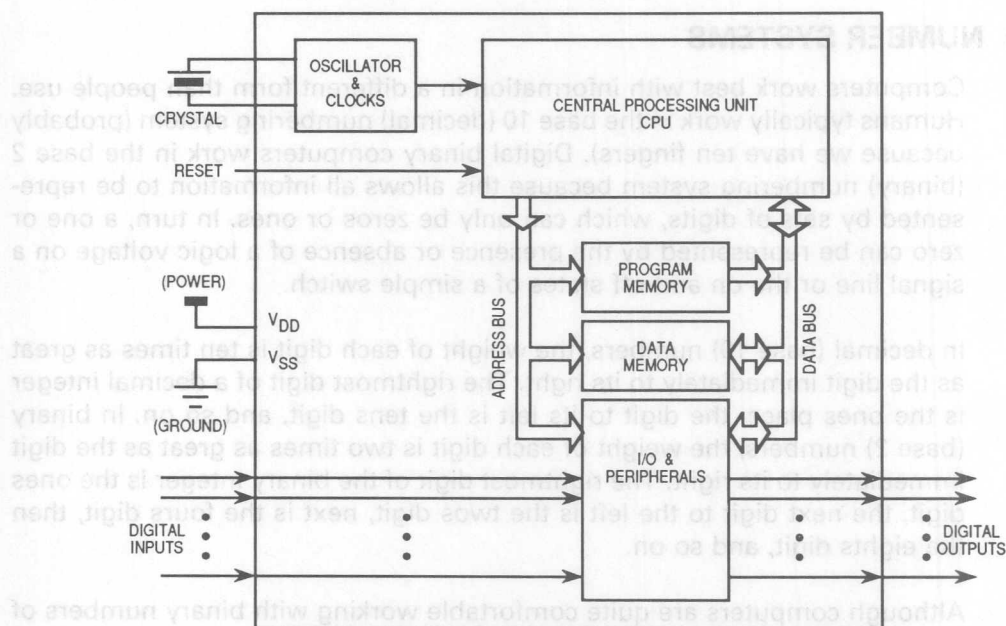 OSCILLATOR
&
CLOCKS
CRYSTAL
CENTRAL PROCESSING UNIT
CPU
RESET
(POWER)
VDD
VSS
(GROUND)
ADDRESS BUS
PROGRAM
MEMORY
DATA
MEMORY
DATA BUS
I/O &
PERIPHERALS
DIGITAL
INPUTS
DIGITAL
OUTPUTS
NUMBER SYSTEMS
Computers work best with information in a different form than people use.
Humans typically work in the base 10 (decimal) numbering system (probably
because we have ten fingers). Digital binary computers work in the base 2
(binary) numbering system because this allows all information to be repre-
sented by sets of digits, which can only be zeros or ones. In turn, a one or
zero can be represented by the presence or absence of a logic voltage on a
signal line or the on and off states of a simple switch.
In decimal (base 10) numbers, the weight of each digit is ten times as great
as the digit immediately to its right. The rightmost digit of a decimal integer
is the ones place, the digit to its left is the tens digit, and so on. In binary
(base 2) numbers, the weight of each digit is two times as great as the digit
immediately to its right. The rightmost digit of the binary integer is the ones
digit, the next digit to the left is the twos digit, next is the fours digit, then
the eights digit, and so on.
Although computers are quite comfortable working with binary numbers of